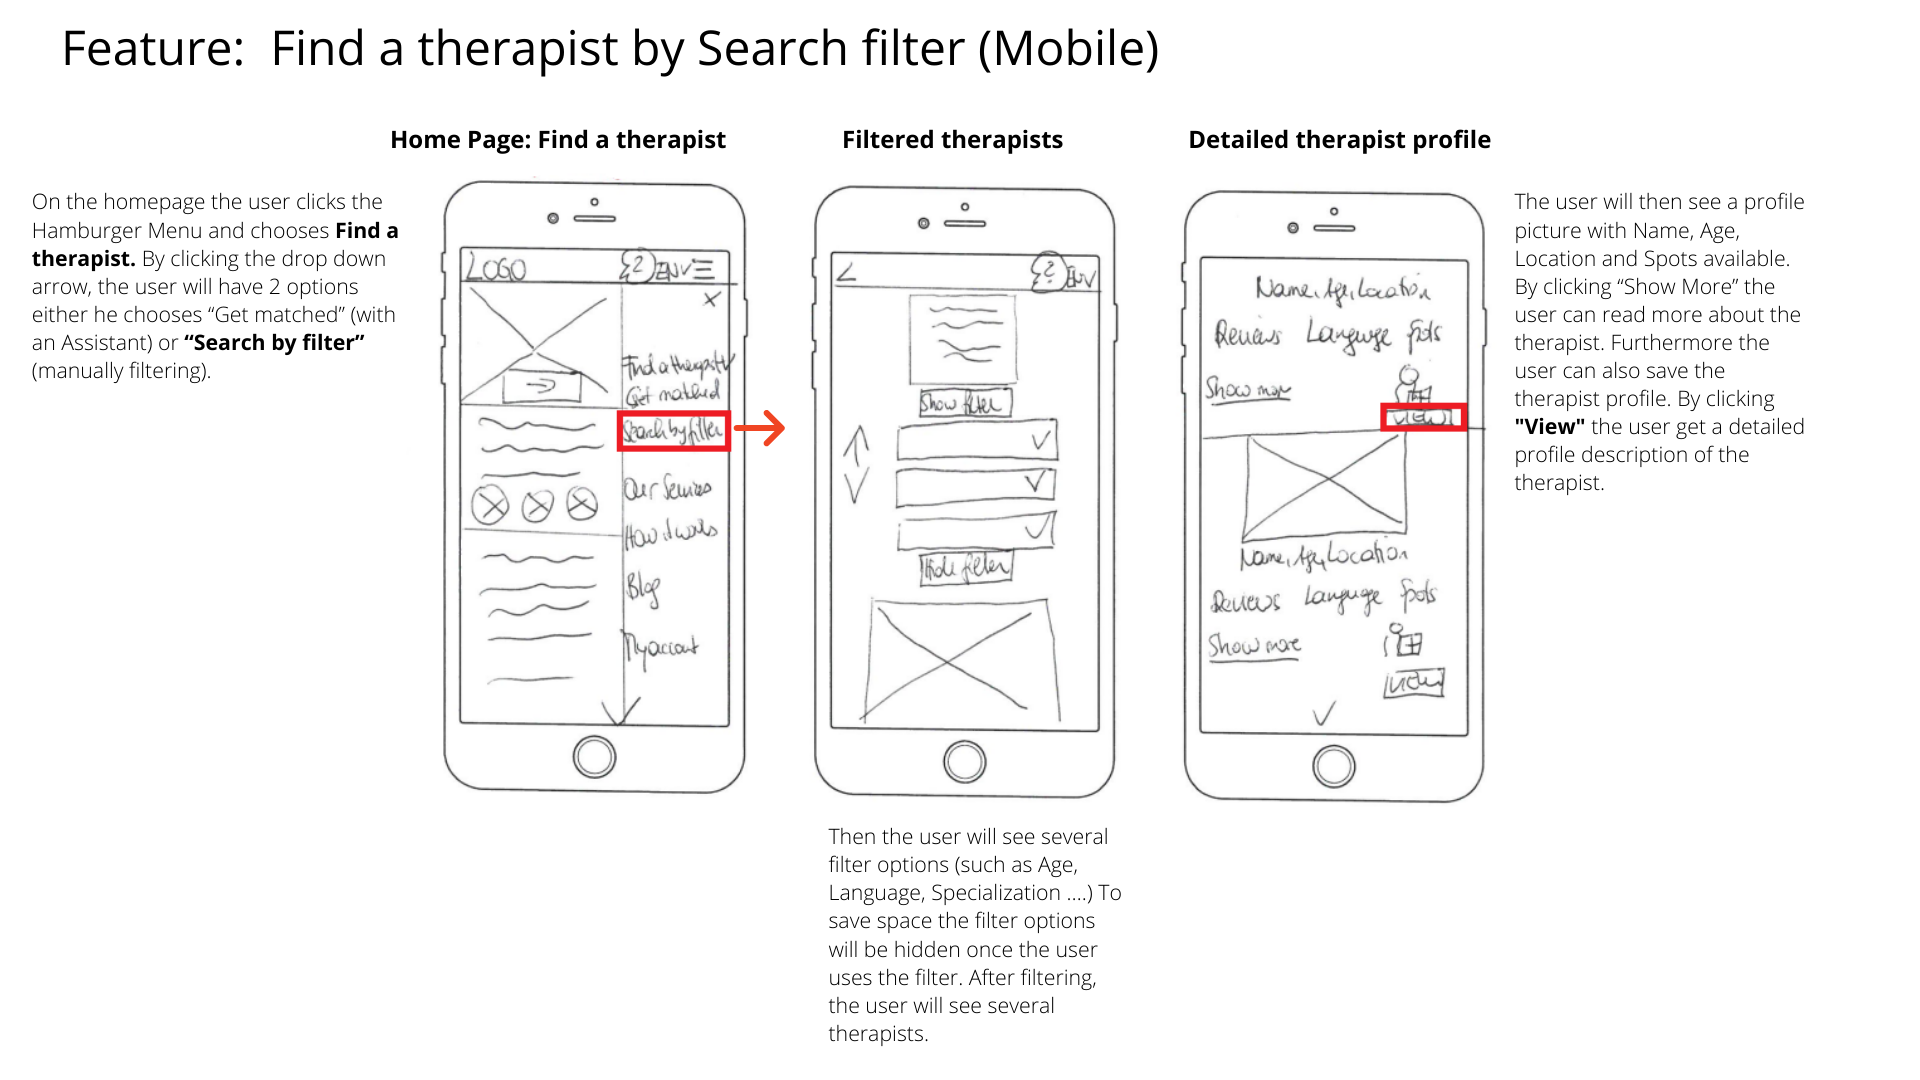 Feature: Find a therapist by Search filter (Mobile)
Home Page: Find a therapist
Filtered therapists
Detailed therapist profile
On the homepage the user clicks the
Hamburger Menu and chooses Find a
therapist. By clicking the drop down
arrow, the user will have 2 options
either he chooses “Get matched” (with
an Assistant) or “Search by filter”
(manually filtering).
LOGO
? EN
X
Find a therapist
Get matched
Search by filter
Our Services
How it works
Blog
My account
? EN
Show filter
Hide filter
Then the user will see several
filter options (such as Age,
Language, Specialization ....) To
save space the filter options
will be hidden once the user
uses the filter. After filtering,
the user will see several
therapists.
Name, Age, Location
Reviews Language Spots
Show more
VIEW
Name, Age, Location
Reviews Language Spots
Show more
VIEW
The user will then see a profile
picture with Name, Age,
Location and Spots available.
By clicking “Show More” the
user can read more about the
therapist. Furthermore the
user can also save the
therapist profile. By clicking
"View" the user get a detailed
profile description of the
therapist.